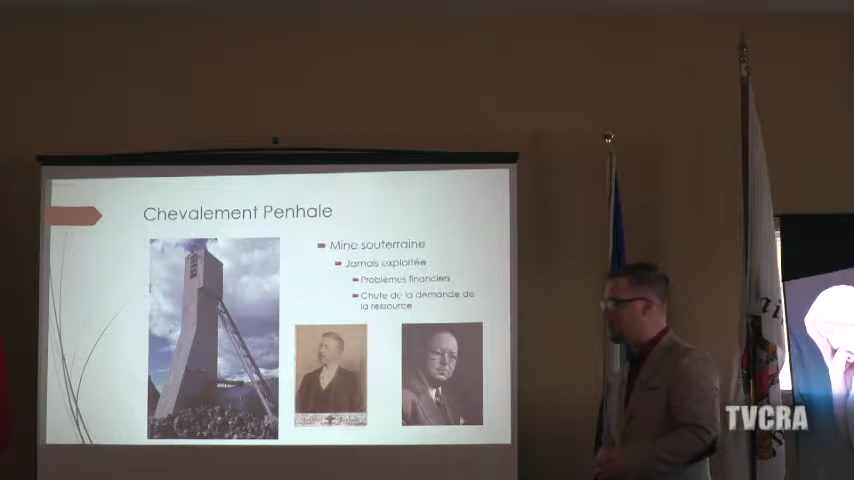 Chevalement Penhale
Mine souterraine
Jamais exploitée
Problèmes financiers
Chute de la demande de
la ressource
TVCRA